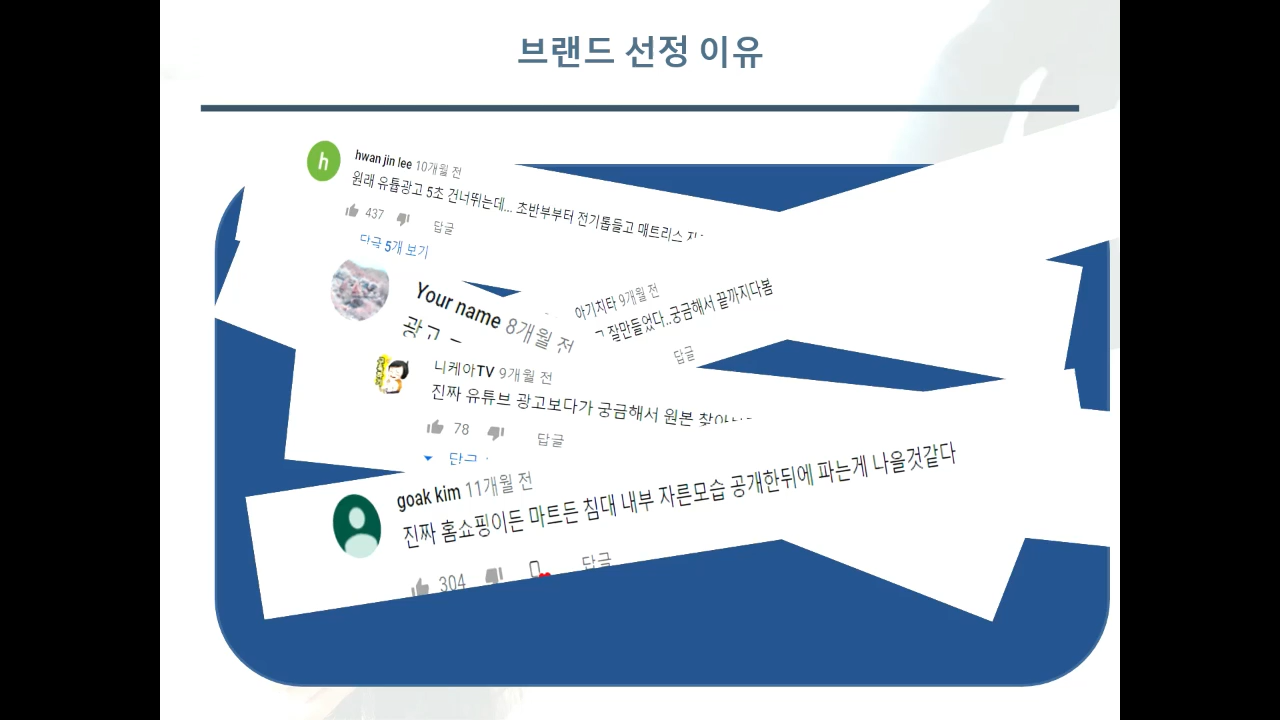 브랜드 선정 이유
h
hwan jin lee 10개월 전
원래 유튭광고 5초 건너뛰는데... 초반부부터 전기톱들고 매트리스
437 답글
답글 5개 보기
Your name 8개월 전
광고
아기치타 9개월 전
잘만들었다..궁금해서 끝까지다봄
답글
니케아TV 9개월 전
진짜 유튜브 광고보다가 궁금해서 원본
78 답글
답글
goak kim 11개월 전
진짜 홈쇼핑이든 마트든 침대 내부 자른모습 공개한뒤에 파는게 나을것같다
304 답글